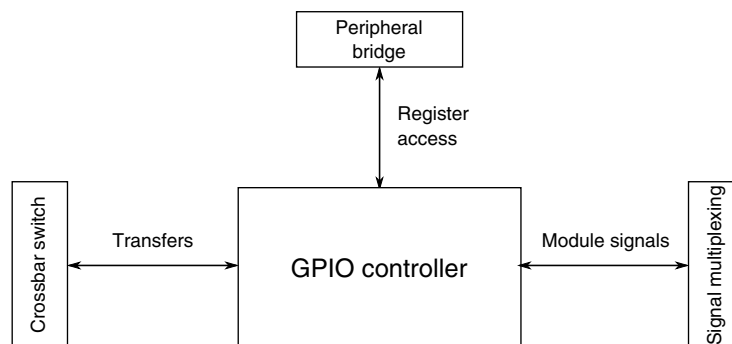 Peripheral
bridge
Register
access
Crossbar switch
Transfers
GPIO controller
Module signals
Signal multiplexing